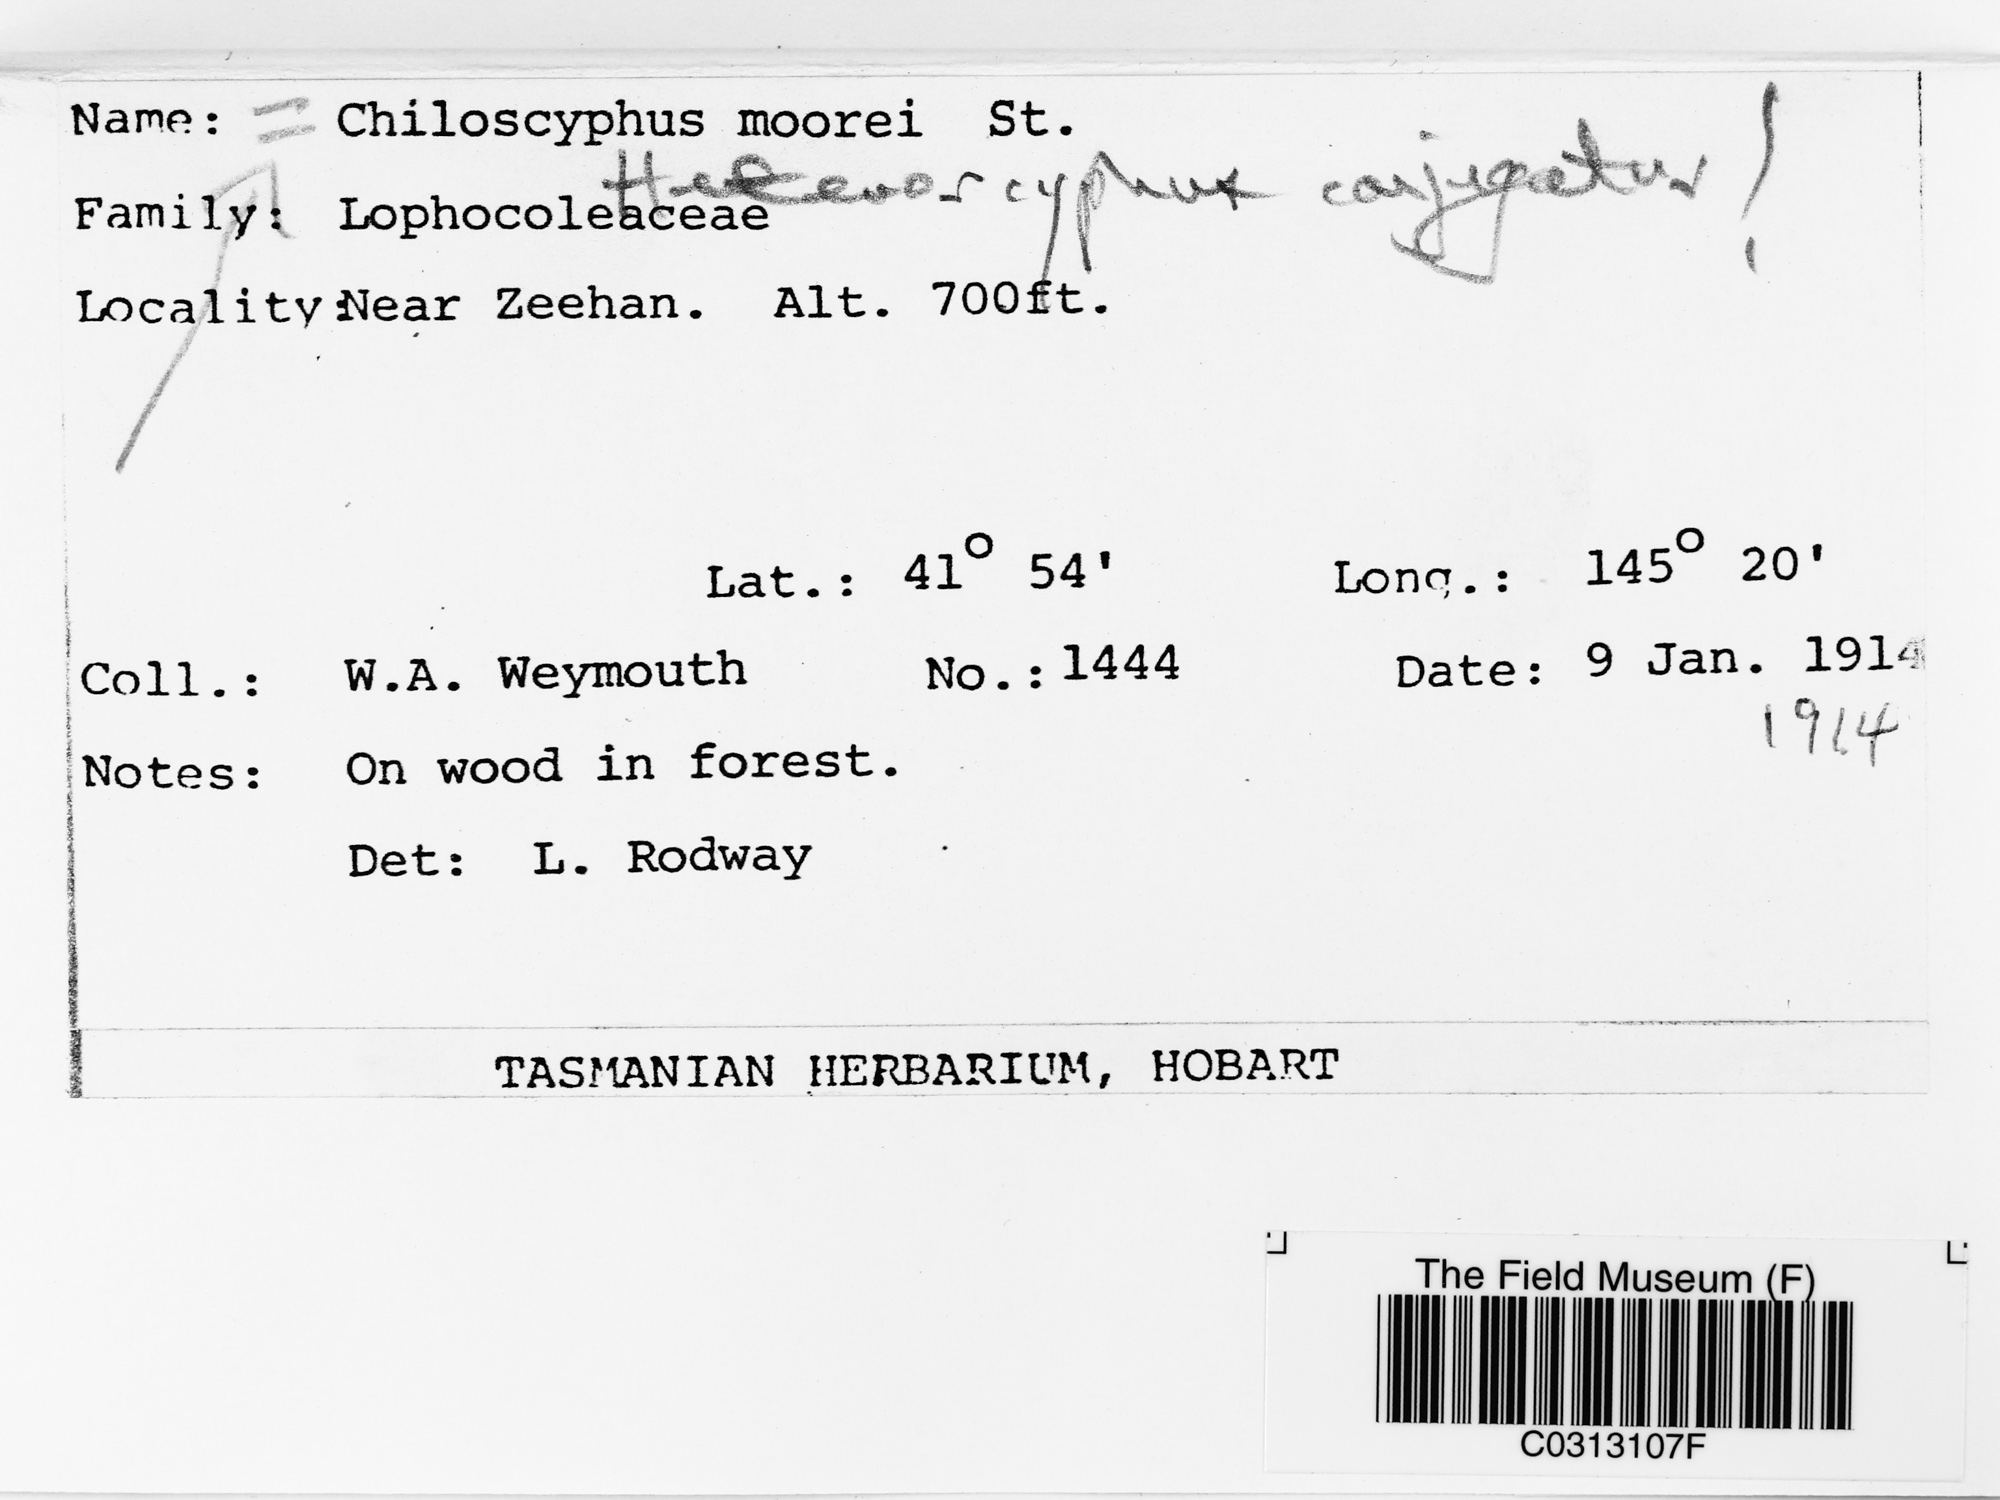 Name: = Chiloscyphus moorei St.
Heteroscyphus conjugatus!
Family: Lophocoleaceae
Locality: Near Zeehan. Alt. 700ft.
Lat.: 41° 54' Long.: 145° 20'
Coll.: W.A. Weymouth No.: 1444 Date: 9 Jan. 1914
1914
Notes: On wood in forest.
Det: L. Rodway
TASMANIAN HERBARIUM, HOBART
The Field Museum (F)
C0313107F